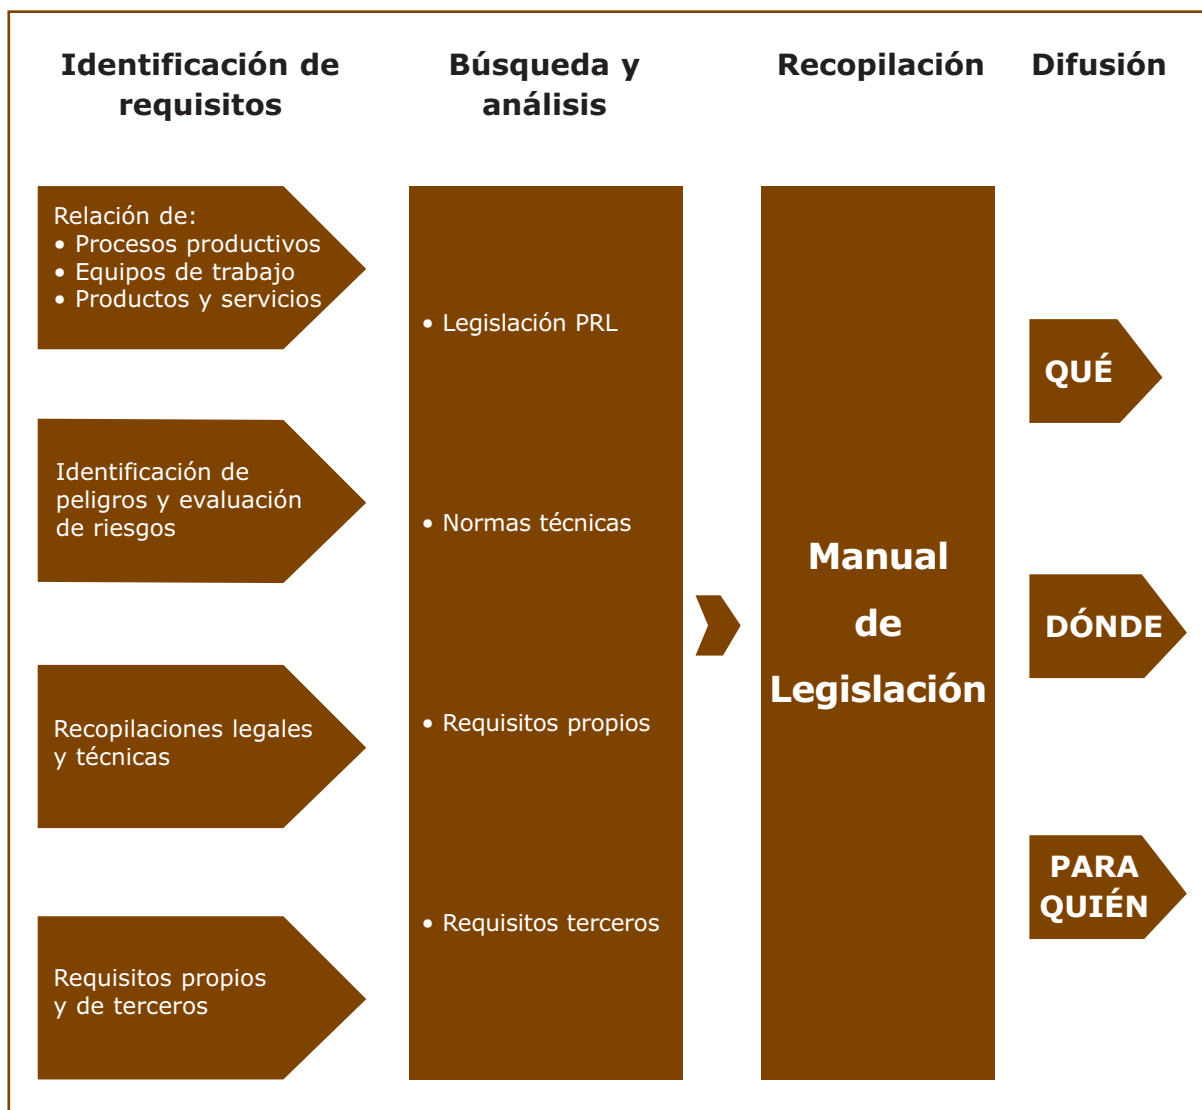 Identificación de
requisitos
Búsqueda y
análisis
Recopilación
Difusión
Relación de:
• Procesos productivos
• Equipos de trabajo
• Productos y servicios
Identificación de
peligros y evaluación
de riesgos
Recopilaciones legales
y técnicas
Requisitos propios
y de terceros
• Legislación PRL
• Normas técnicas
• Requisitos propios
• Requisitos terceros
Manual
de
Legislación
QUÉ
DÓNDE
PARA
QUIÉN